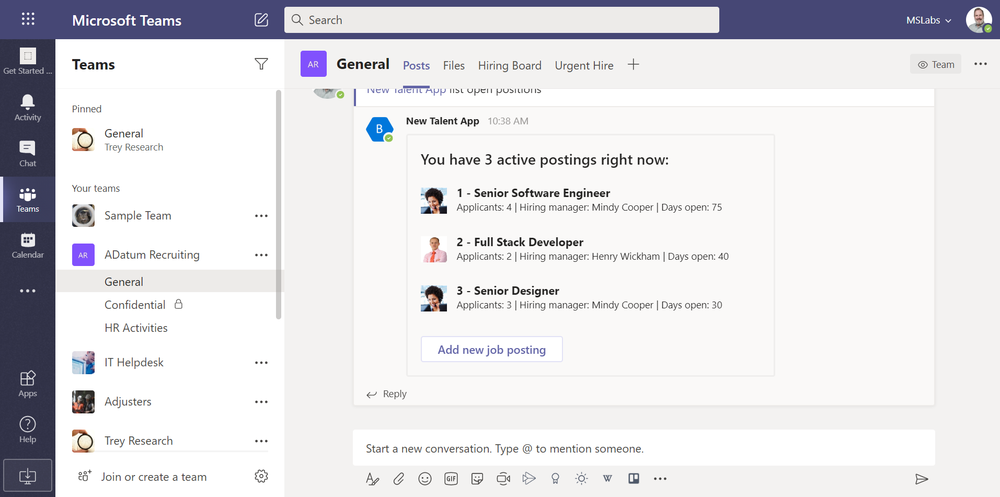 Microsoft Teams
Search
MSLabs
Get Started ...
Activity
Chat
Teams
Calendar
Apps
Help
Teams
Pinned
General
Trey Research
Your teams
Sample Team
AR
ADatum Recruiting
General
Confidential
HR Activities
IT Helpdesk
Adjusters
Trey Research
Join or create a team
AR
General
Posts
Files
Hiring Board
Urgent Hire
Team
New Talent App list open positions
B
New Talent App 10:38 AM
You have 3 active postings right now:
1 - Senior Software Engineer
Applicants: 4 | Hiring manager: Mindy Cooper | Days open: 75
2 - Full Stack Developer
Applicants: 2 | Hiring manager: Henry Wickham | Days open: 40
3 - Senior Designer
Applicants: 3 | Hiring manager: Mindy Cooper | Days open: 30
Add new job posting
Reply
Start a new conversation. Type @ to mention someone.
GIF
W